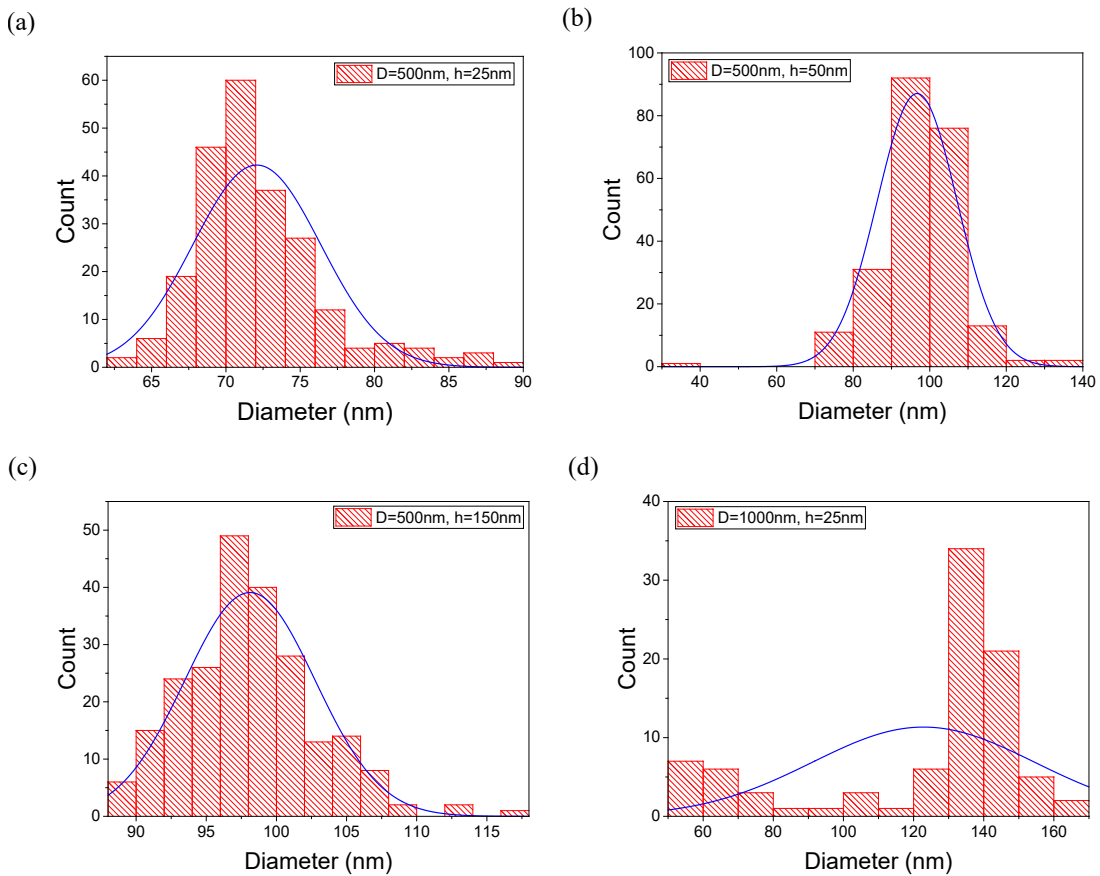 (a)
D=500nm, h=25nm
60
50
40
30
20
10
0
Count
65 70 75 80 85 90
Diameter (nm)
(b)
D=500nm, h=50nm
100
80
60
40
20
0
Count
40 60 80 100 120 140
Diameter (nm)
(c)
D=500nm, h=150nm
50
40
30
20
10
0
Count
90 95 100 105 110 115
Diameter (nm)
(d)
D=1000nm, h=25nm
40
30
20
10
0
Count
60 80 100 120 140 160
Diameter (nm)